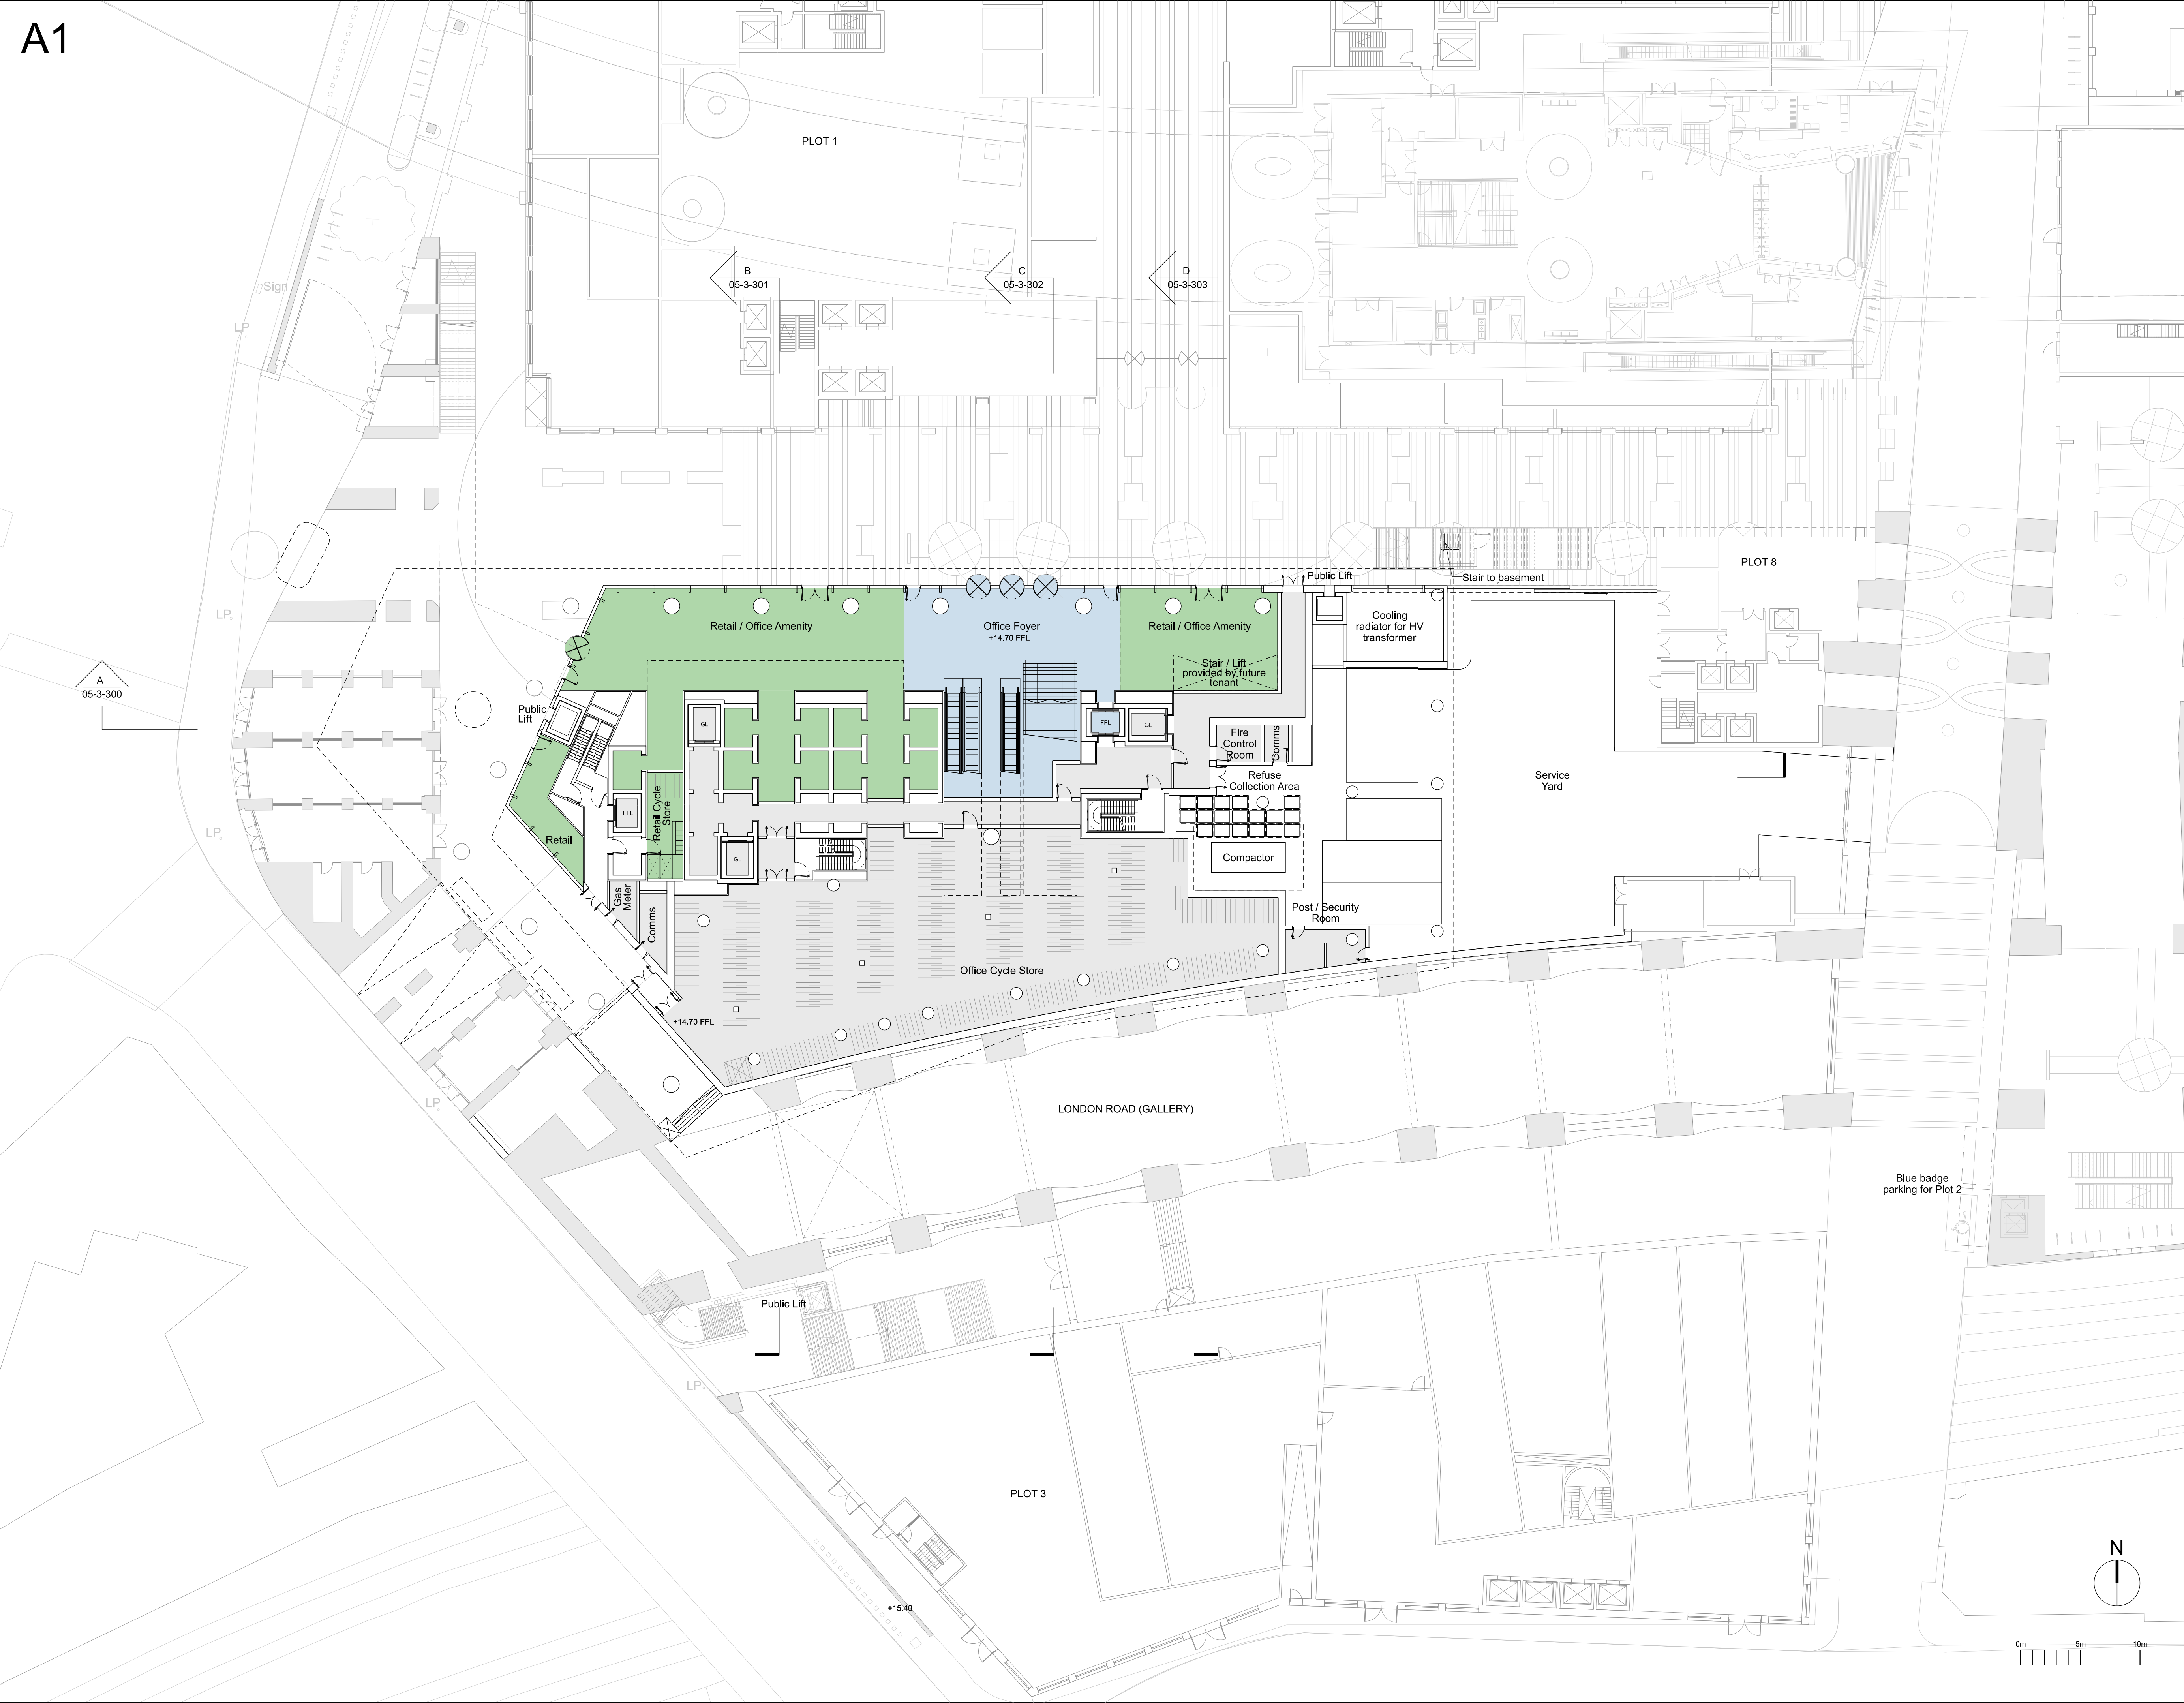 A1
PLOT 1
B
05-3-301
C
05-3-302
D
05-3-303
Sign
LP
LP
LP
LP
LP
PLOT 8
Public Lift
Stair to basement
Retail / Office Amenity
Office Foyer
+14.70 FFL
Retail / Office Amenity
Cooling
radiator for HV
transformer
Stair / Lift
provided by future
tenant
A
05-3-300
Public
Lift
GL
FFL
GL
Fire
Control
Room
Comms
Refuse
Collection Area
Service
Yard
Retail Cycle
Store
FFL
Retail
GL
Compactor
Gas
Meter
Comms
Post / Security
Room
Office Cycle Store
+14.70 FFL
LONDON ROAD (GALLERY)
Blue badge
parking for Plot 2
Public Lift
PLOT 3
+15.40
N
0m
5m
10m